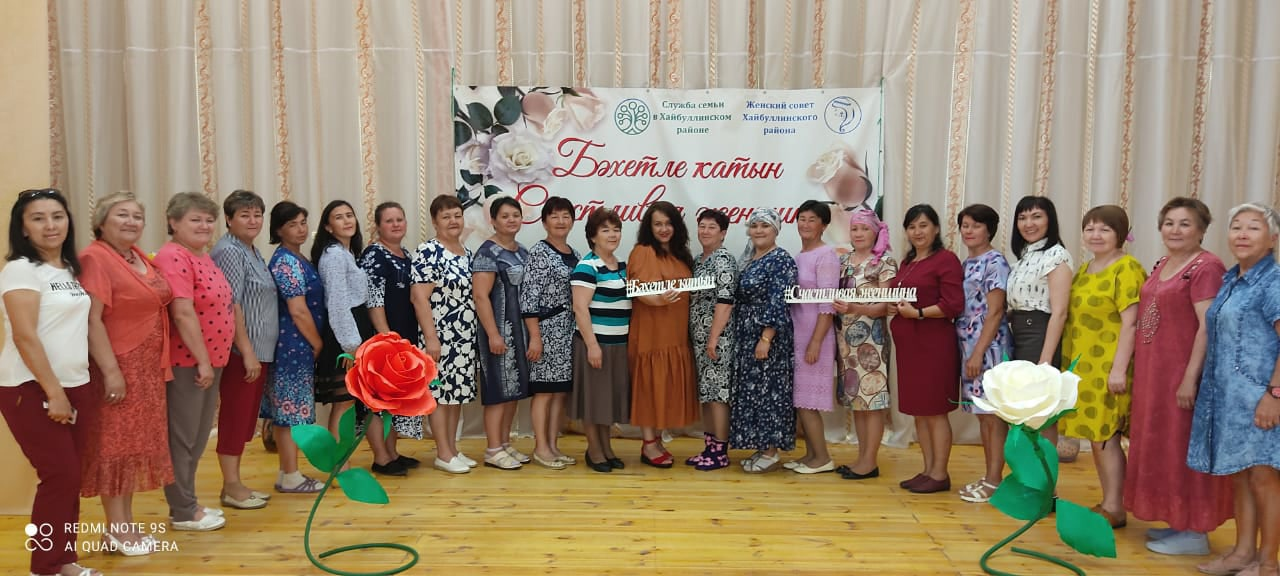 Служба семьи
в Хайбуллинском
районе
Женский совет
Хайбуллинского
района
Бәхетле катын
#Бәхетле катын
#Счастливая женщина
REDMI NOTE 9S
AI QUAD CAMERA